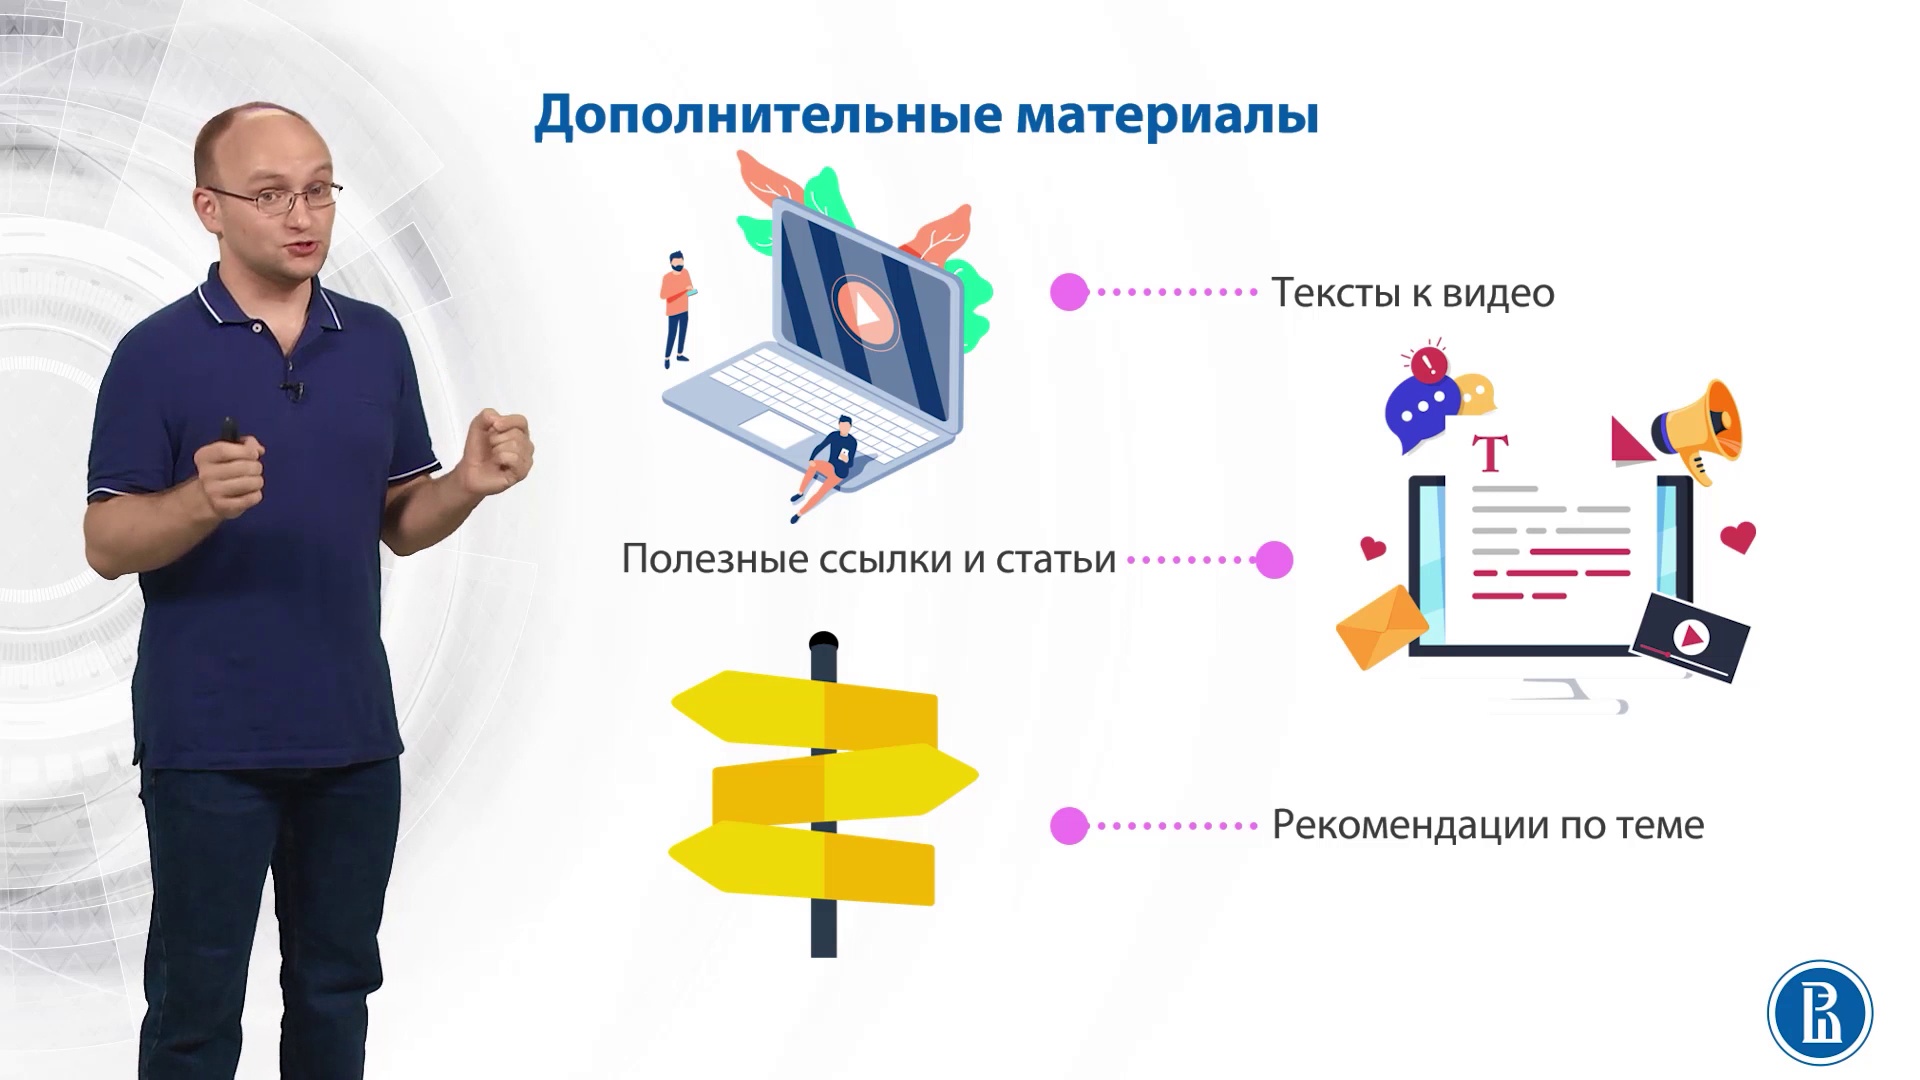 Дополнительные материалы
Тексты к видео
T
Полезные ссылки и статьи
Рекомендации по теме